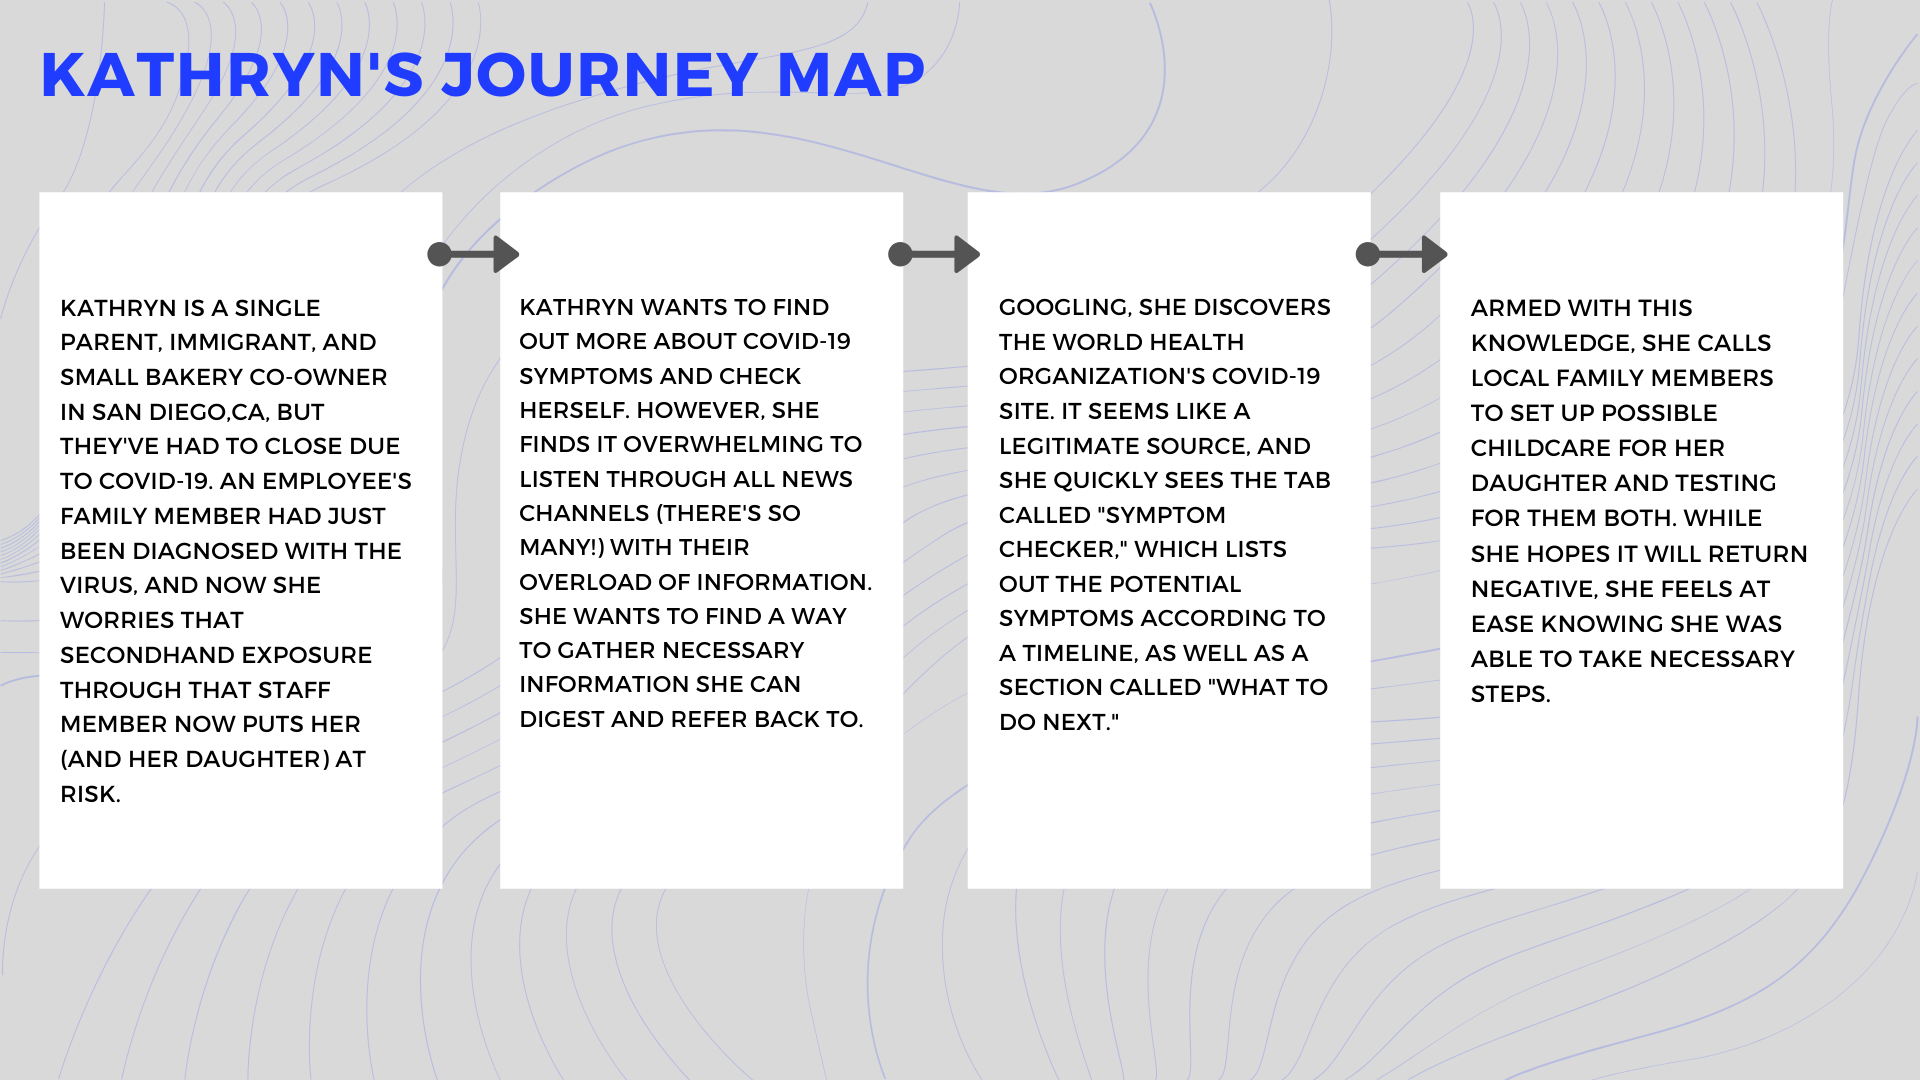 KATHRYN'S JOURNEY MAP
KATHRYN IS A SINGLE
PARENT, IMMIGRANT, AND
SMALL BAKERY CO-OWNER
IN SAN DIEGO,CA, BUT
THEY'VE HAD TO CLOSE DUE
TO COVID-19. AN EMPLOYEE'S
FAMILY MEMBER HAD JUST
BEEN DIAGNOSED WITH THE
VIRUS, AND NOW SHE
WORRIES THAT
SECONDHAND EXPOSURE
THROUGH THAT STAFF
MEMBER NOW PUTS HER
(AND HER DAUGHTER) AT
RISK.
KATHRYN WANTS TO FIND
OUT MORE ABOUT COVID-19
SYMPTOMS AND CHECK
HERSELF. HOWEVER, SHE
FINDS IT OVERWHELMING TO
LISTEN THROUGH ALL NEWS
CHANNELS (THERE'S SO
MANY!) WITH THEIR
OVERLOAD OF INFORMATION.
SHE WANTS TO FIND A WAY
TO GATHER NECESSARY
INFORMATION SHE CAN
DIGEST AND REFER BACK TO.
GOOGLING, SHE DISCOVERS
THE WORLD HEALTH
ORGANIZATION'S COVID-19
SITE. IT SEEMS LIKE A
LEGITIMATE SOURCE, AND
SHE QUICKLY SEES THE TAB
CALLED "SYMPTOM
CHECKER," WHICH LISTS
OUT THE POTENTIAL
SYMPTOMS ACCORDING TO
A TIMELINE, AS WELL AS A
SECTION CALLED "WHAT TO
DO NEXT."
ARMED WITH THIS
KNOWLEDGE, SHE CALLS
LOCAL FAMILY MEMBERS
TO SET UP POSSIBLE
CHILDCARE FOR HER
DAUGHTER AND TESTING
FOR THEM BOTH. WHILE
SHE HOPES IT WILL RETURN
NEGATIVE, SHE FEELS AT
EASE KNOWING SHE WAS
ABLE TO TAKE NECESSARY
STEPS.